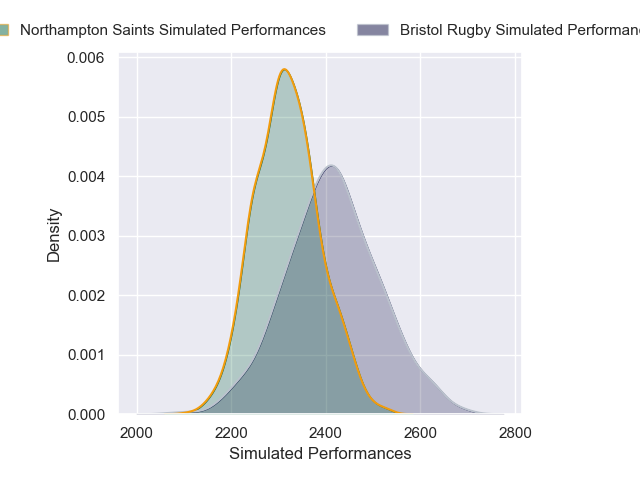 Northampton Saints Simulated Performances
Bristol Rugby Simulated
0.006
0.005
0.004
0.003
0.002
0.001
0.000
Density
2000 2200 2400 2600 2800
Simulated Performances